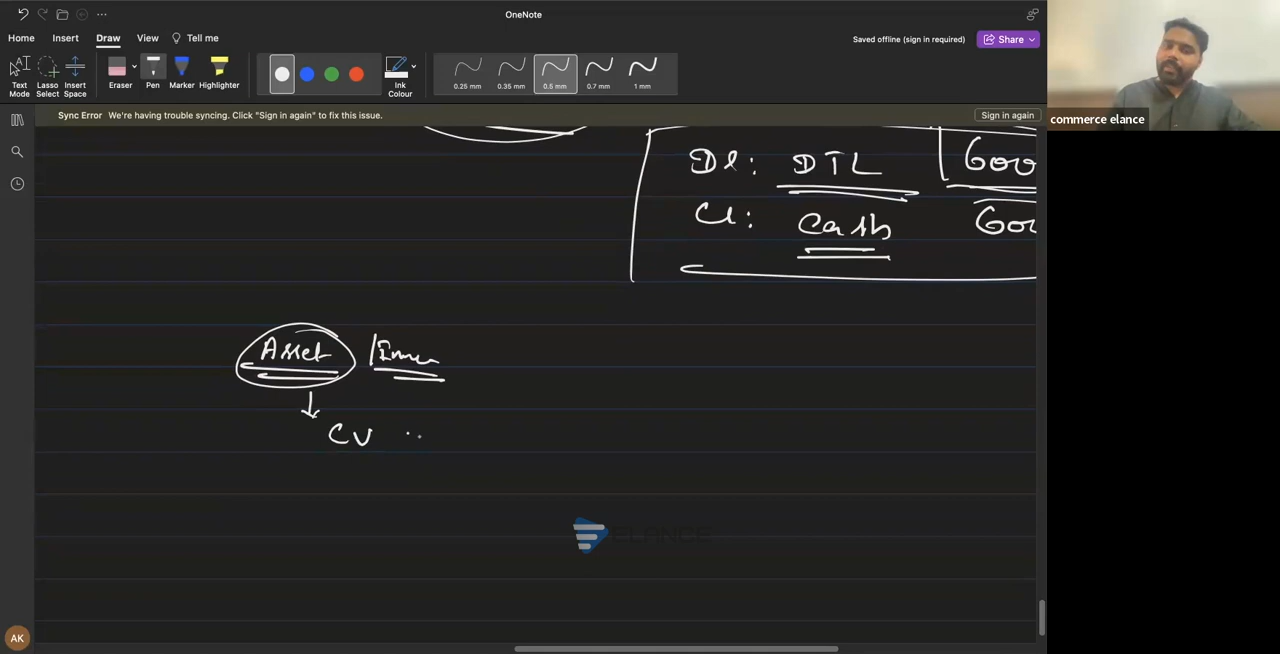 OneNote
Home Insert Draw View Tell me
Saved offline (sign in required)
Share
Text Mode
Lasso Select
Insert Space
Eraser
Pen
Marker
Highlighter
Ink Colour
0.25 mm
0.35 mm
0.5 mm
0.7 mm
1 mm
commerce elance
Sync Error We're having trouble syncing. Click "Sign in again" to fix this issue.
Sign in again
DTL
Cash
Asset
CV
ELANCE
AK